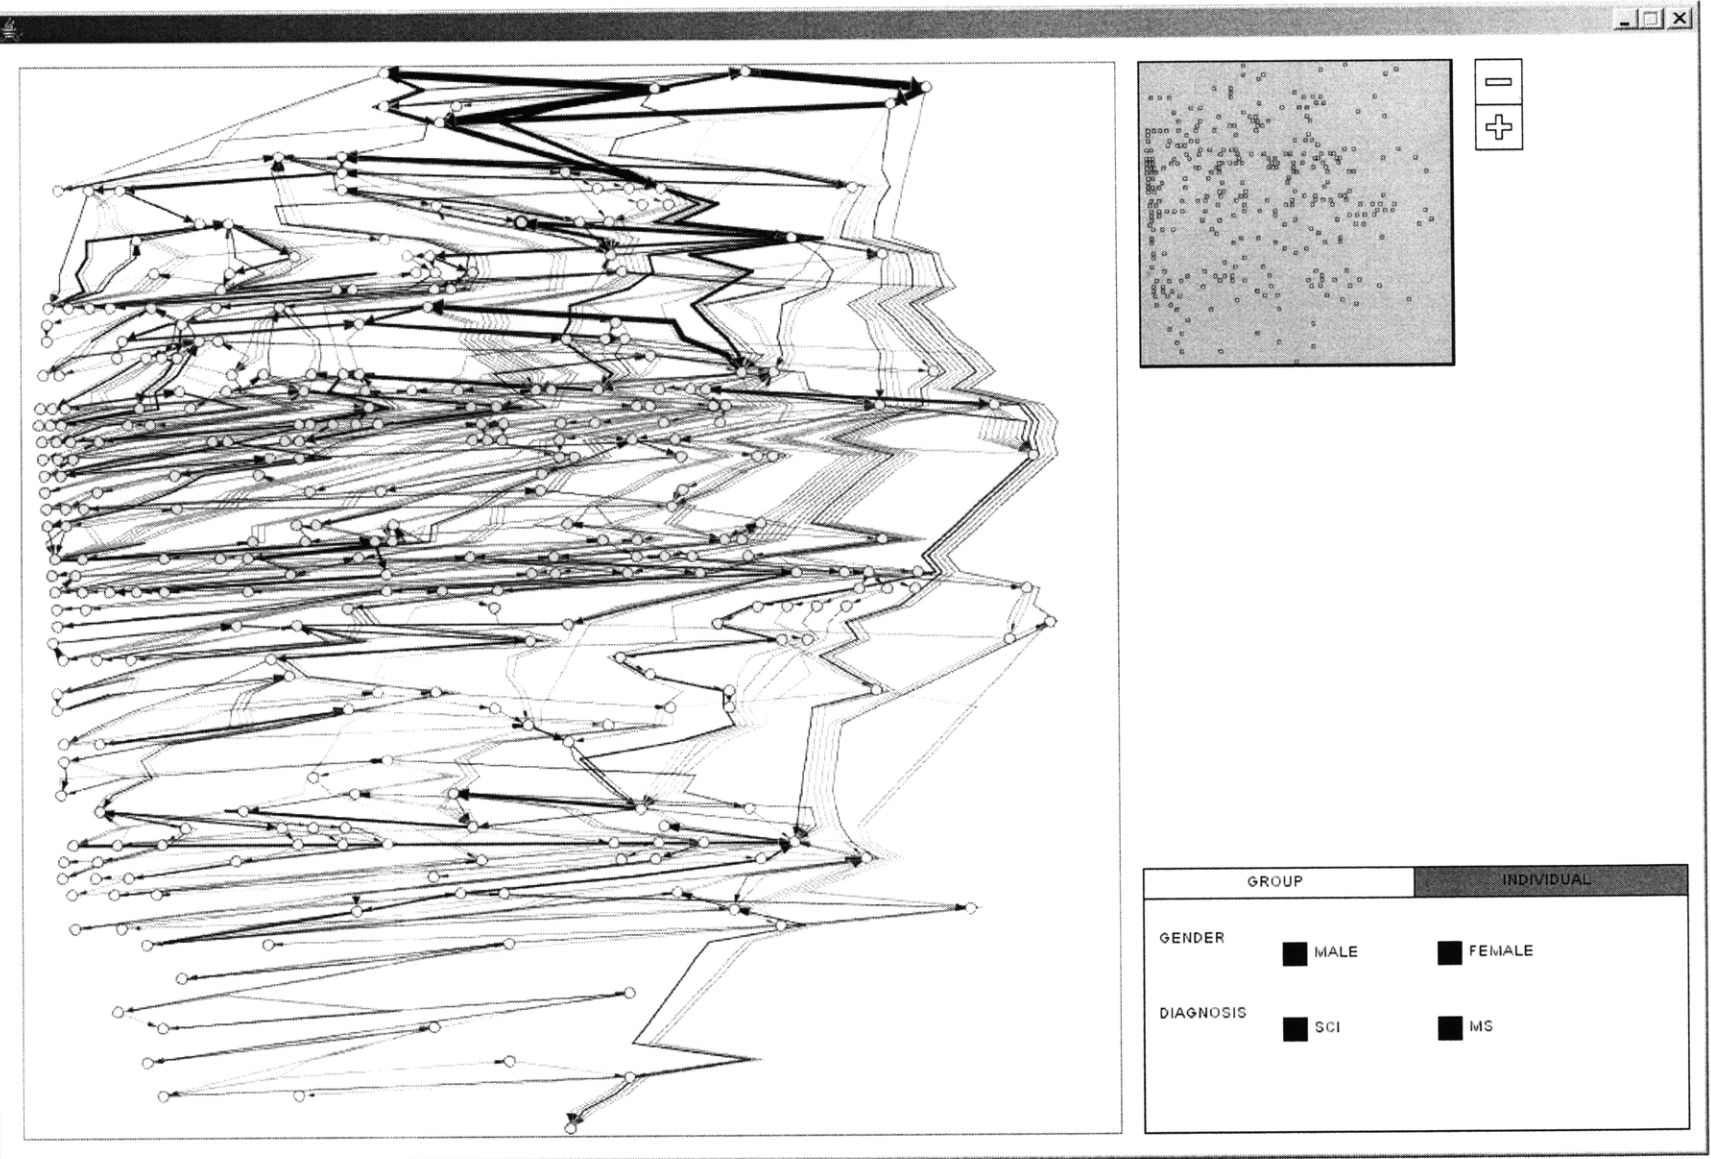 GROUP
INDIVIDUAL
GENDER
MALE
FEMALE
DIAGNOSIS
SCI
MS